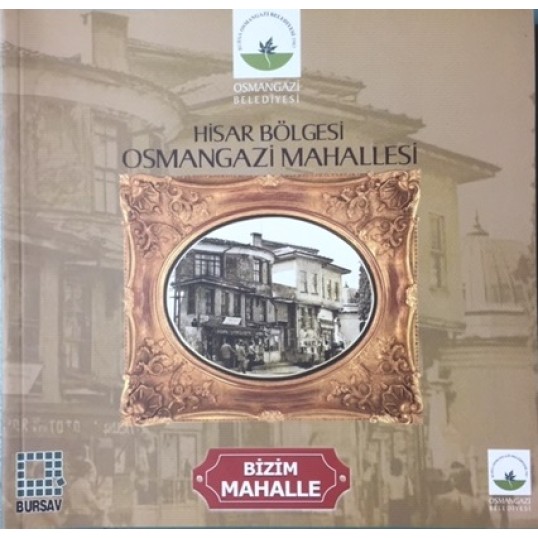 OSMANGAZİ
BELEDİYESİ
HİSAR BÖLGESİ
OSMANGAZİ MAHALLESİ
BİZİM
MAHALLE
BURSAV
OSMANGAZİ
BELEDİYESİ